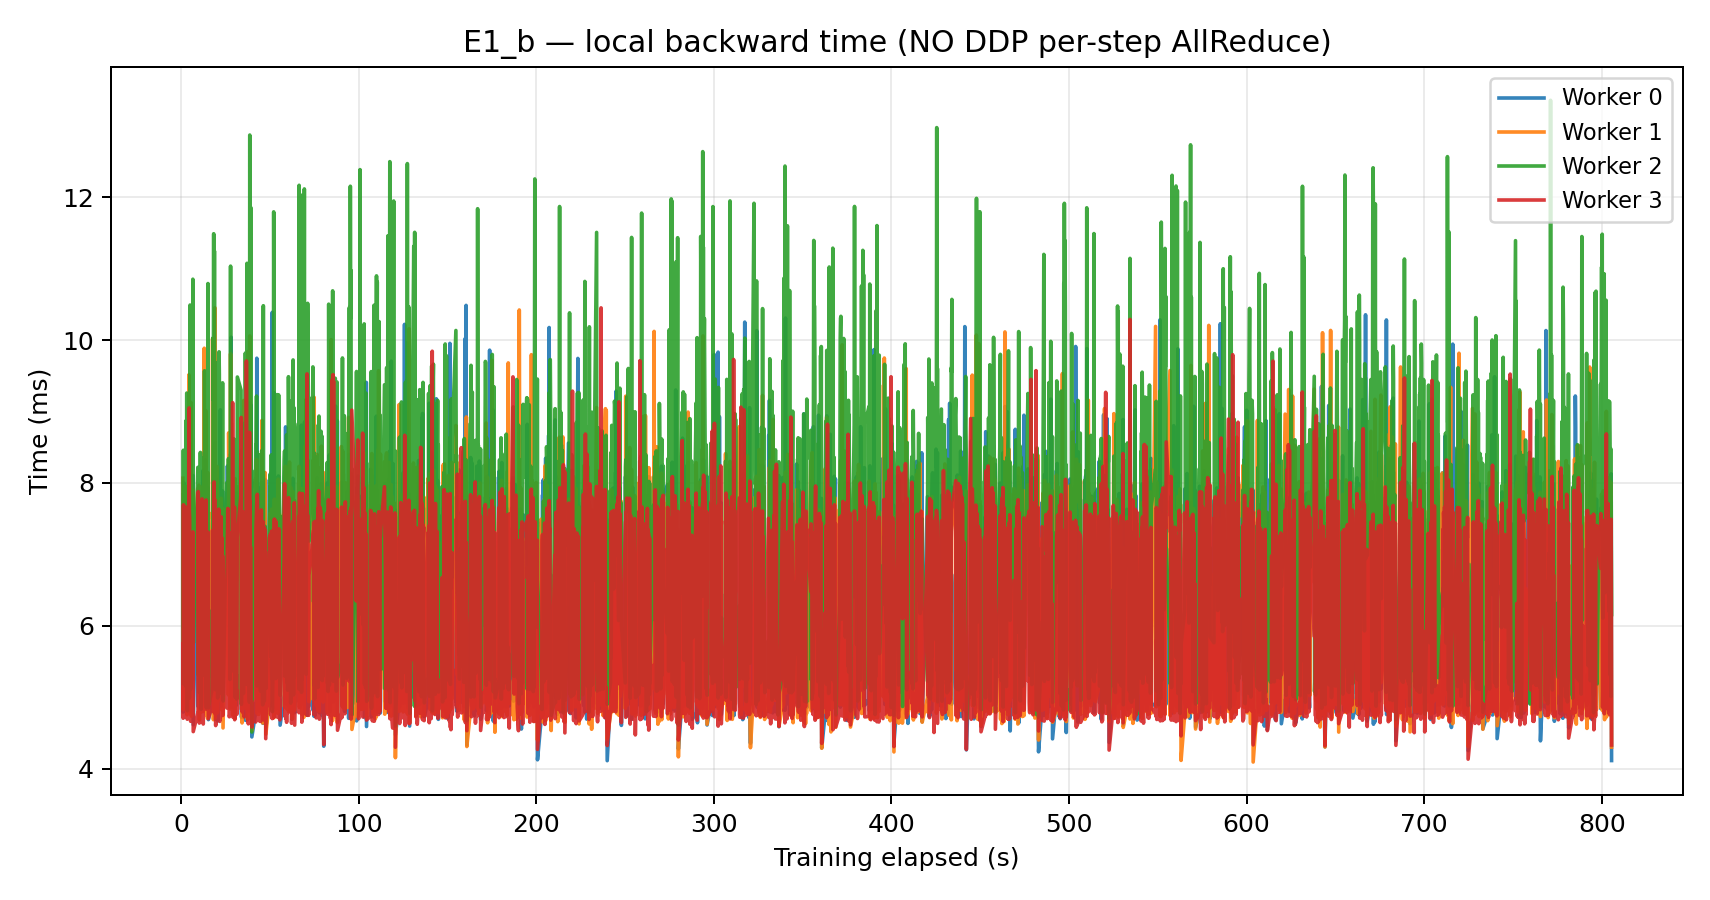 E1_b — local backward time (NO DDP per-step AllReduce)
Worker 0
Worker 1
Worker 2
Worker 3
Time (ms)
12
10
8
6
4
0 100 200 300 400 500 600 700 800
Training elapsed (s)